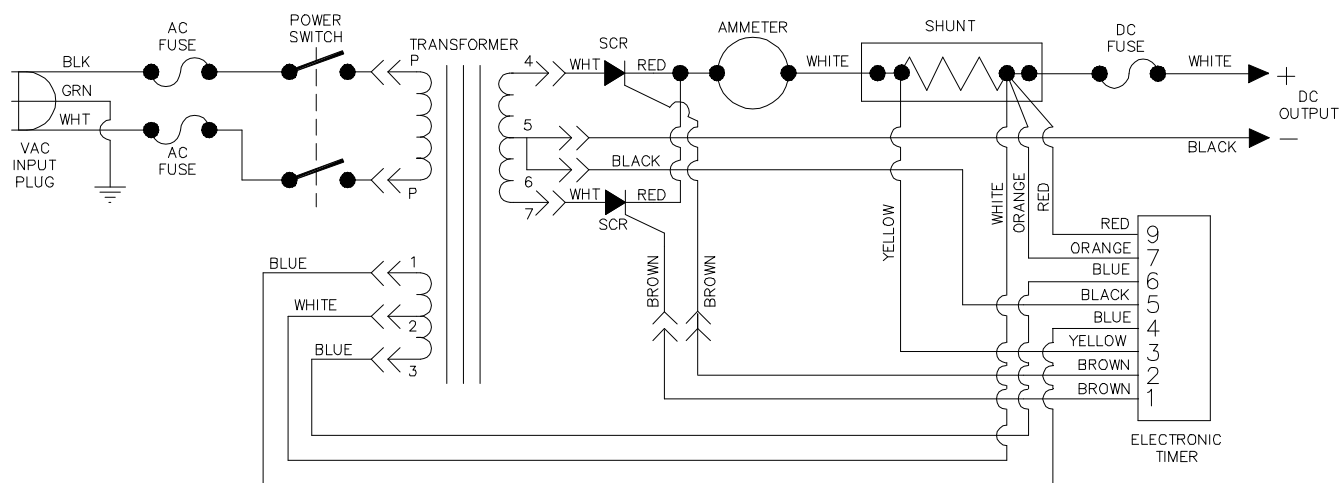 BLK
GRN
WHT
VAC
INPUT
PLUG
AC
FUSE
AC
FUSE
POWER
SWITCH
TRANSFORMER
P
P
4
5
6
7
WHT
SCR
RED
BLACK
WHT
RED
SCR
AMMETER
WHITE
SHUNT
DC
FUSE
WHITE
+
DC
OUTPUT
−
BLACK
BLUE
1
WHITE
2
BLUE
3
BROWN
BROWN
YELLOW
WHITE
ORANGE
RED
RED 9
ORANGE 7
BLUE 6
BLACK 5
BLUE 4
YELLOW 3
BROWN 2
BROWN 1
ELECTRONIC
TIMER